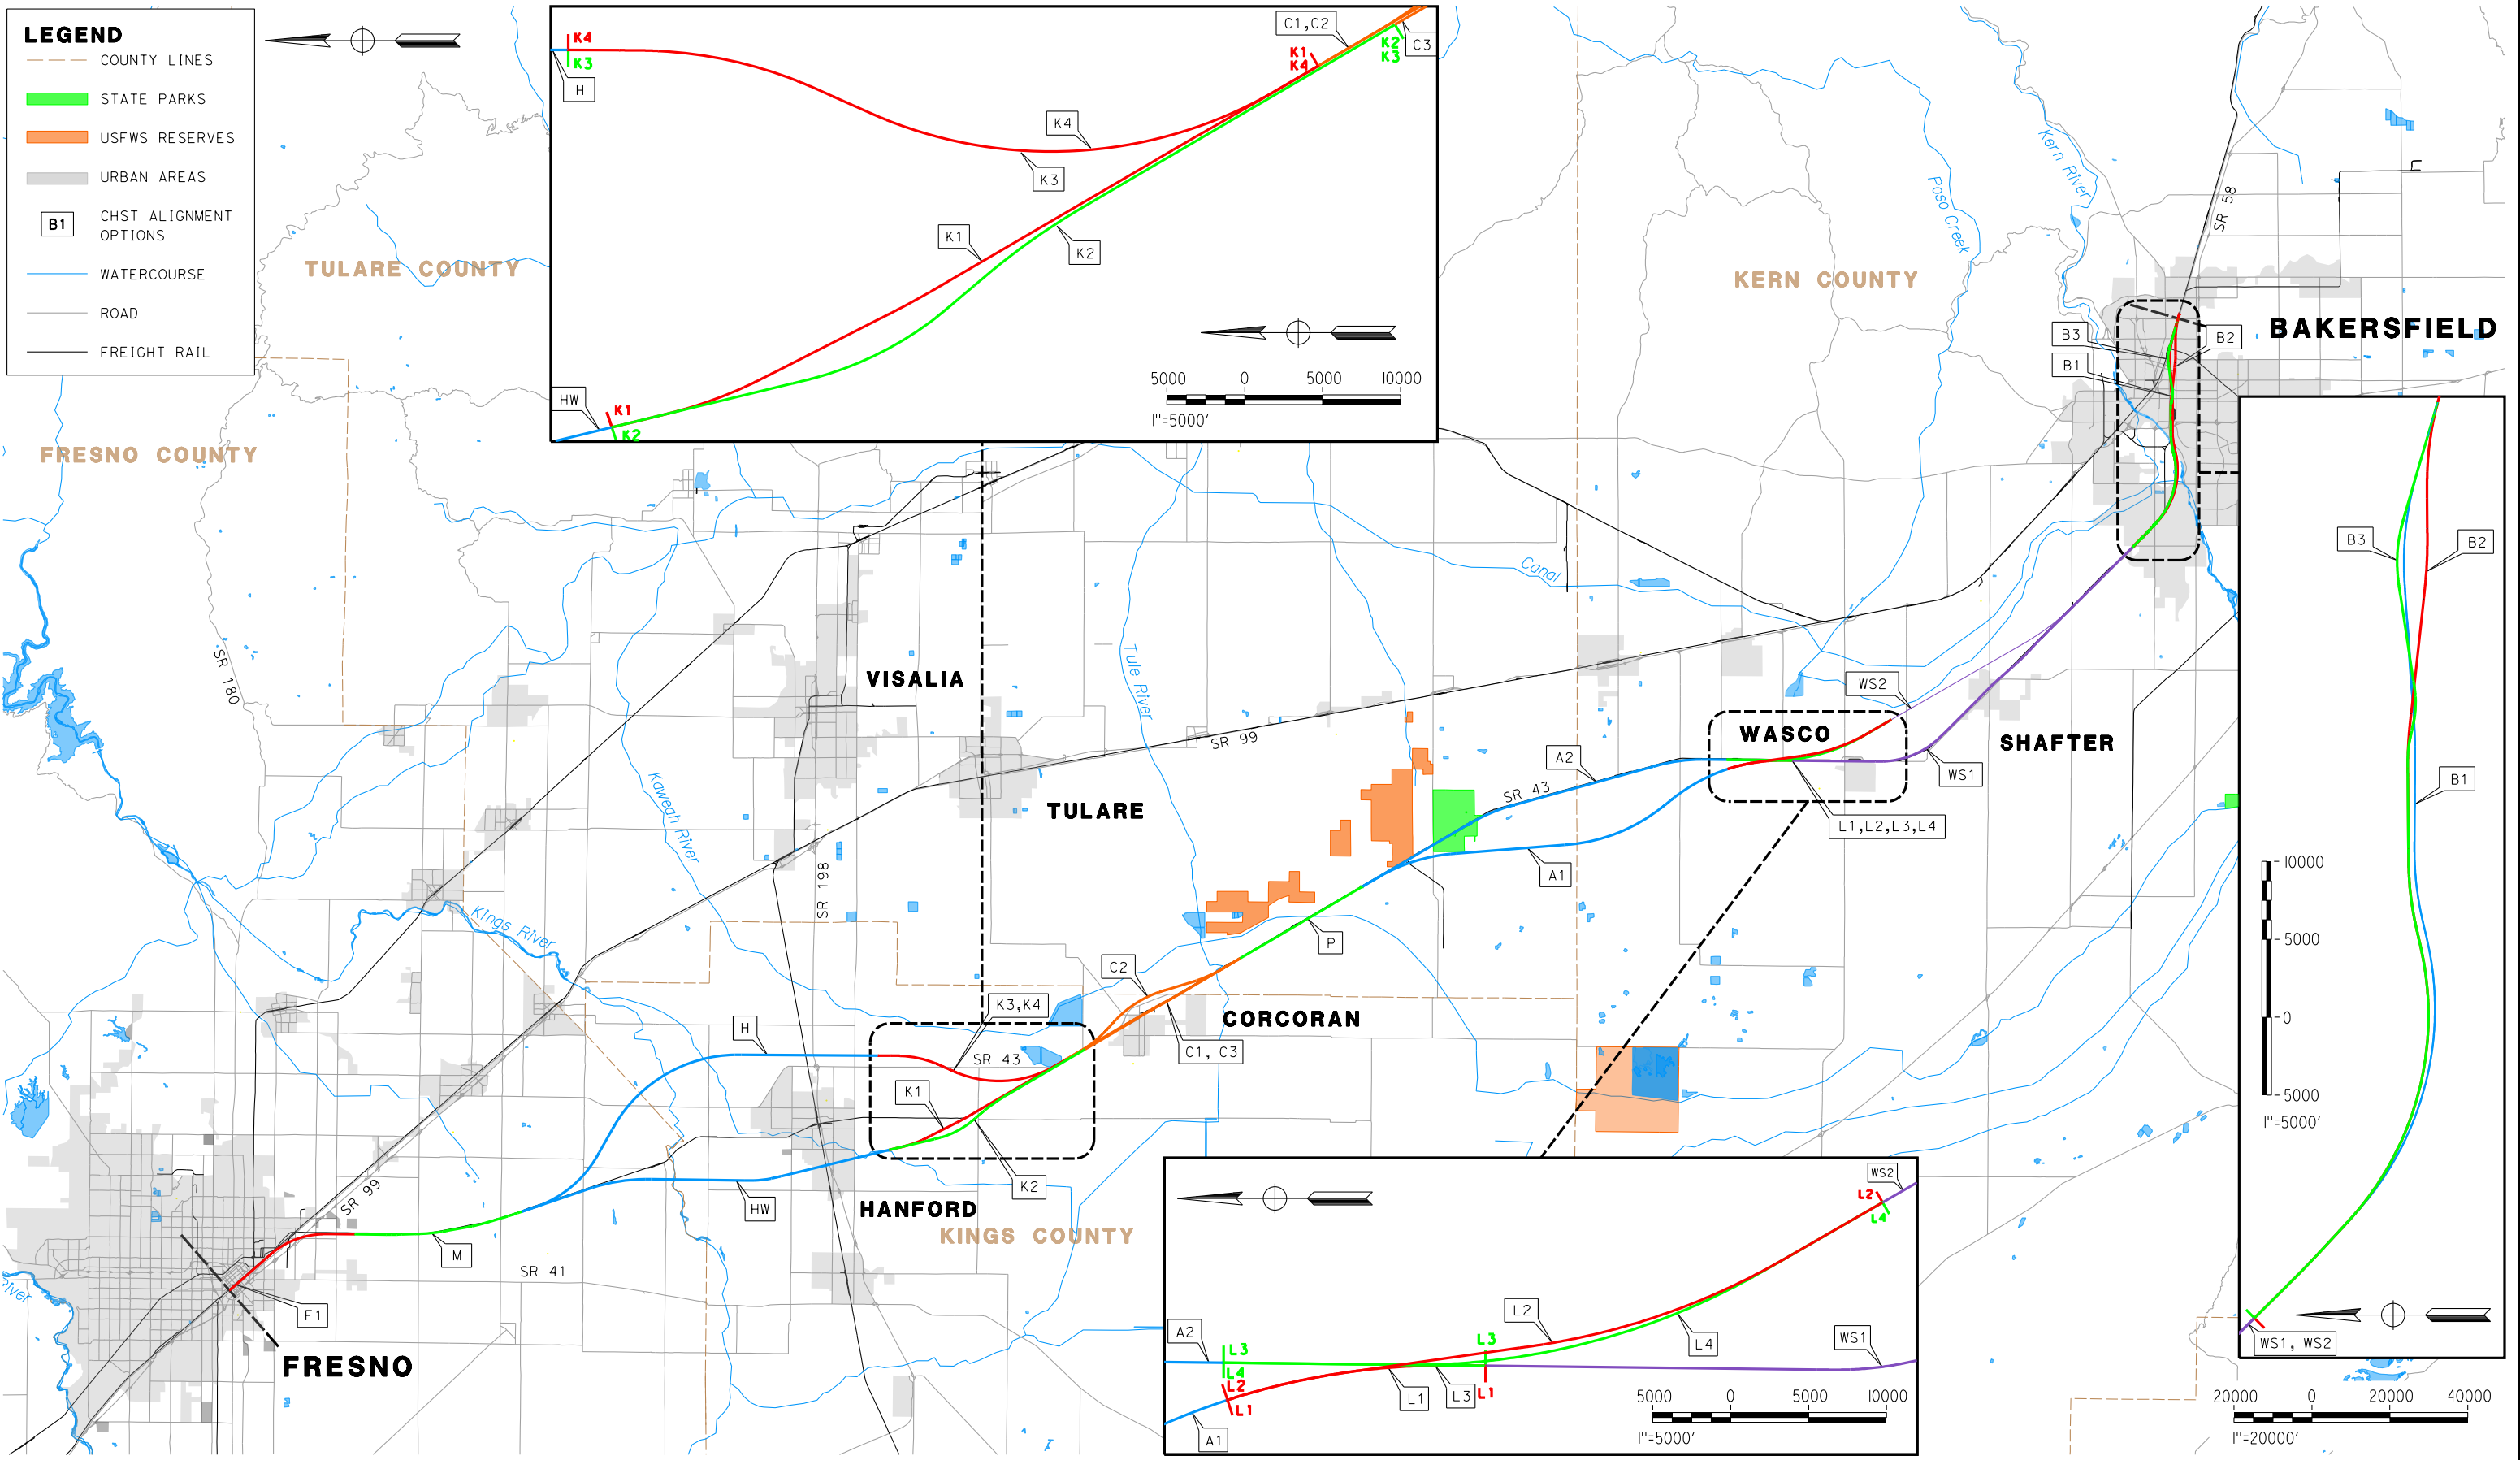 LEGEND
COUNTY LINES
STATE PARKS
USFWS RESERVES
URBAN AREAS
B1
CHST ALIGNMENT
OPTIONS
WATERCOURSE
ROAD
FREIGHT RAIL
K4
K3
H
C1,C2
C3
K2
K3
K1
K4
K4
K3
K1
K2
HW
K1
K2
5000
0
5000
10000
1"=5000'
TULARE COUNTY
FRESNO COUNTY
KERN COUNTY
Kern River
Poso Creek
SR 58
BAKERSFIELD
B3
B2
B1
B3
B2
B1
10000
5000
0
5000
1"=5000'
WS1, WS2
SR 180
VISALIA
Tule River
Canal
SR 99
TULARE
Kaweah River
SR 198
Kings River
WS2
WASCO
SHAFTER
A2
SR 43
WS1
L1,L2,L3,L4
A1
P
C2
K3,K4
CORCORAN
H
SR 43
C1, C3
K1
K2
HW
HANFORD
KINGS COUNTY
SR 99
M
SR 41
F1
FRESNO
River
WS2
L2
L4
L2
L4
WS1
A2
L3
L4
L2
L1
L3
L1
L1
L3
A1
5000
0
5000
10000
1"=5000'
20000
0
20000
40000
1"=20000'